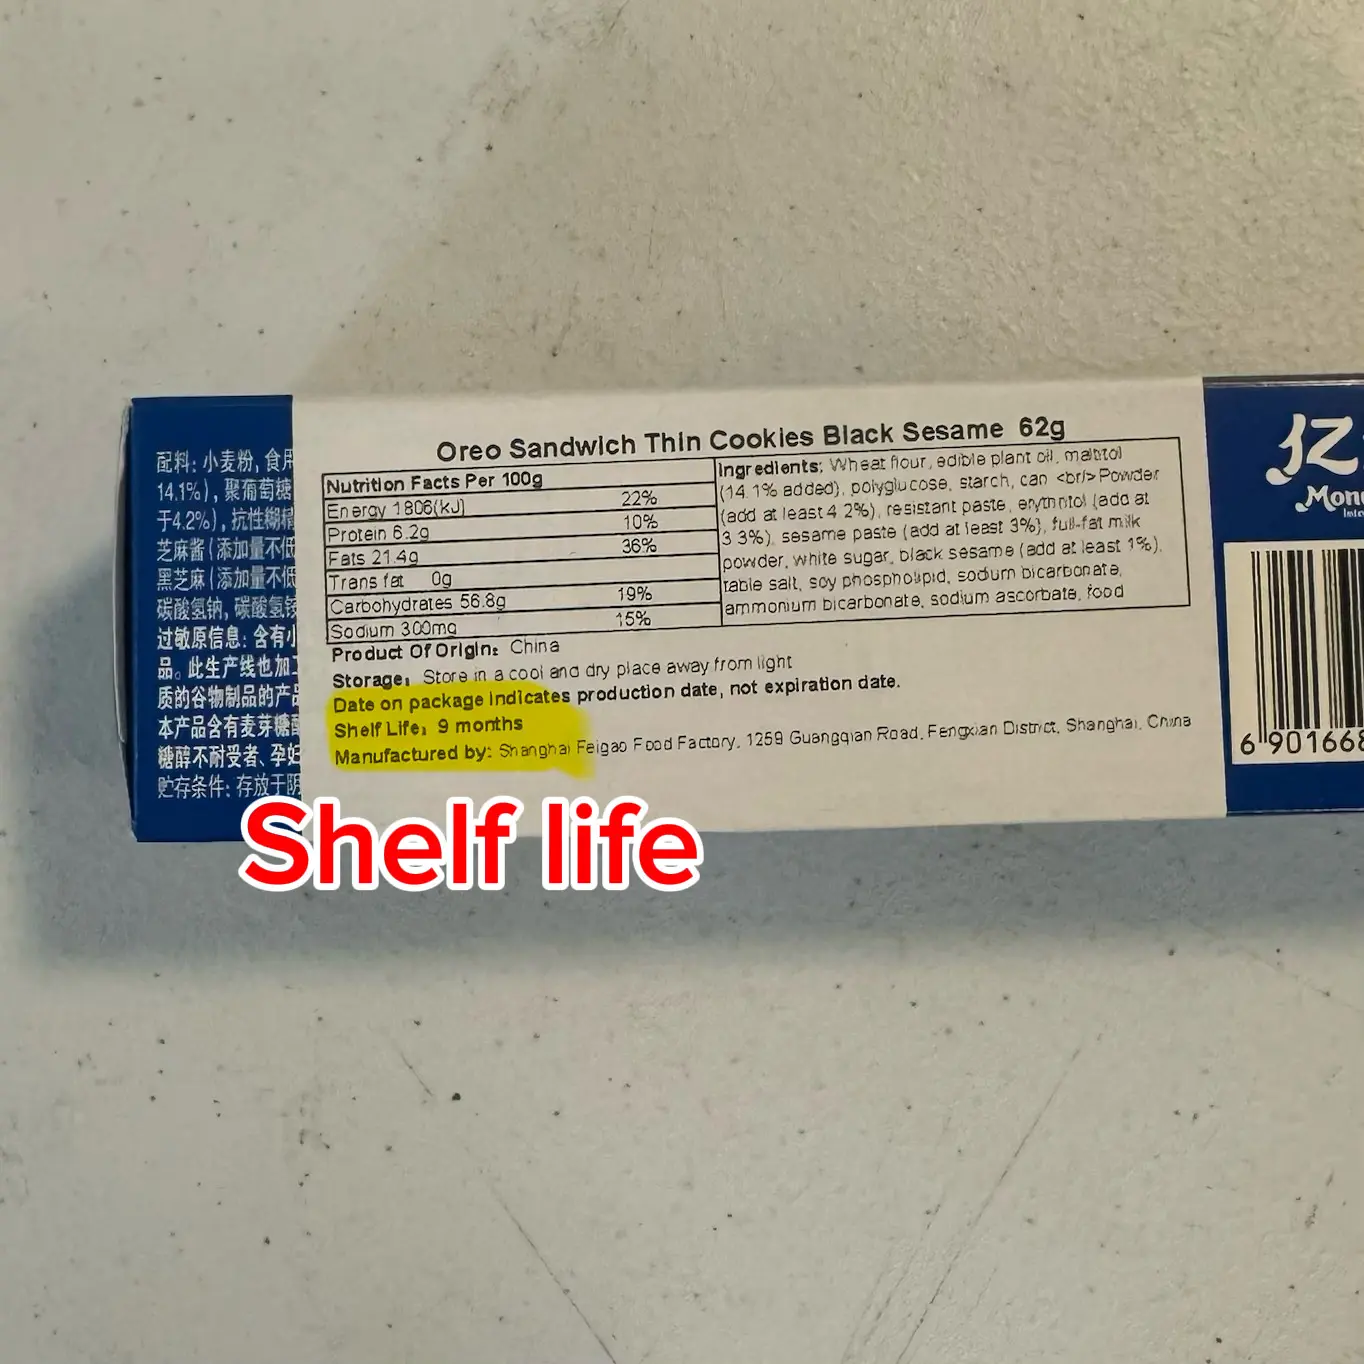 配料: 小麦粉, 食用
14.1%), 聚葡萄糖
于4.2%), 抗性糊精
芝麻酱 (添加量不低
黑芝麻 (添加量不低
碳酸氢钠, 碳酸氢铵
过敏原信息: 含有小
品。此生产线也加工
质的谷物制品的产品
本产品含有麦芽糖醇
糖醇不耐受者、孕妇
贮存条件: 存放于阴
Oreo Sandwich Thin Cookies Black Sesame 62g
Nutrition Facts Per 100g
Energy 1806(kJ) 22%
Protein 6.2g 10%
Fats 21.4g 36%
Trans fat 0g
Carbohydrates 56.8g 19%
Sodium 300mg 15%
Ingredients: Wheat flour, edible plant oil, maltitol
(14.1% added), polyglucose, starch, can <br/> Powder
(add at least 4.2%), resistant paste, erythritol (add at
3.3%), sesame paste (add at least 3%), full-fat milk
powder, white sugar, black sesame (add at least 1%),
table salt, soy phospholipid, sodium bicarbonate,
ammonium bicarbonate, sodium ascorbate, food
Product Of Origin: China
Storage: Store in a cool and dry place away from light
Date on package indicates production date, not expiration date.
Shelf Life: 9 months
Manufactured by: Shanghai Feigao Food Factory, 1259 Guangqian Road, Fengxian District, Shanghai, China
亿
6 901668
Shelf life